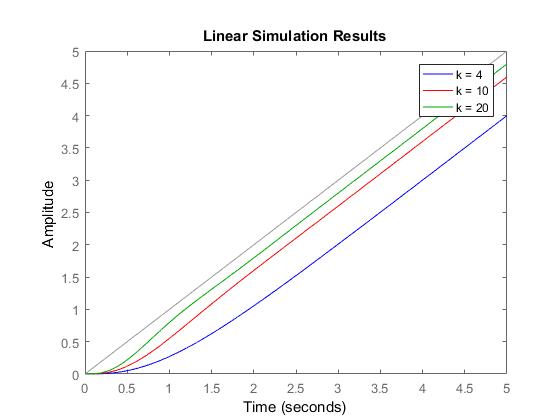 Linear Simulation Results
5
4.5
4
3.5
3
2.5
2
1.5
1
0.5
0
Amplitude
k = 4
k = 10
k = 20
0 0.5 1 1.5 2 2.5 3 3.5 4 4.5 5
Time (seconds)